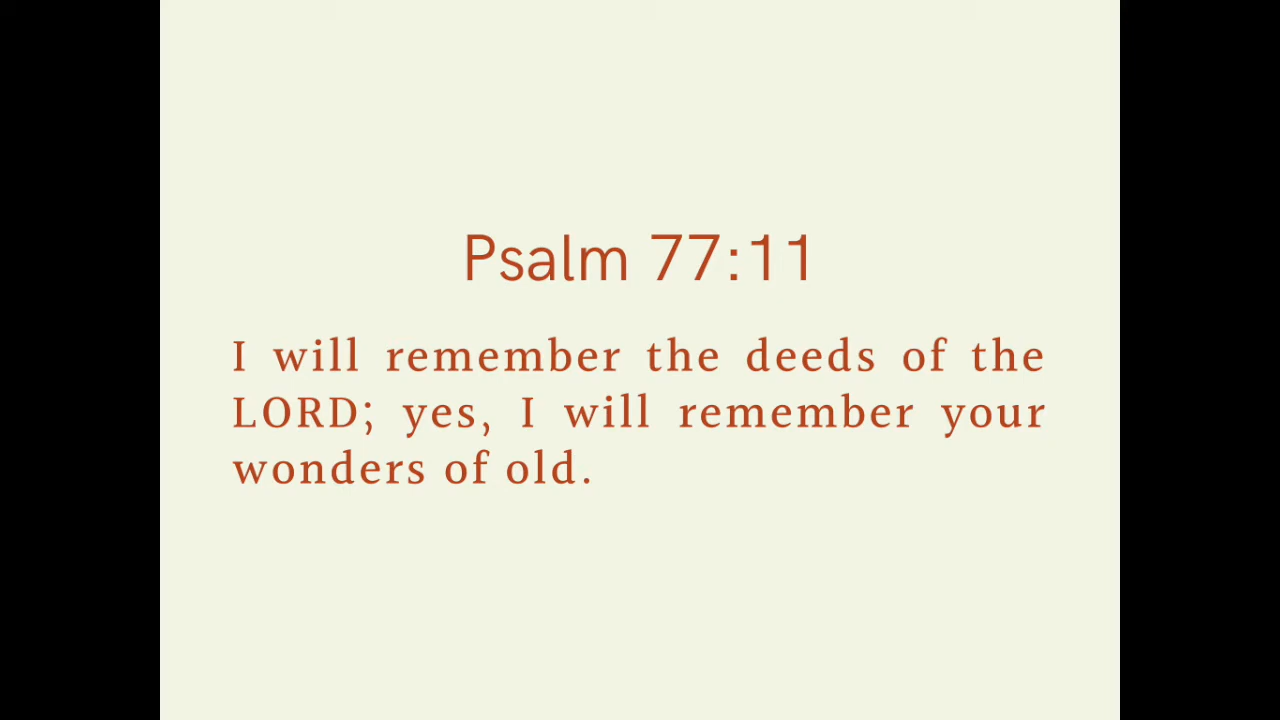 Psalm 77:11
I will remember the deeds of the
LORD; yes, I will remember your
wonders of old.